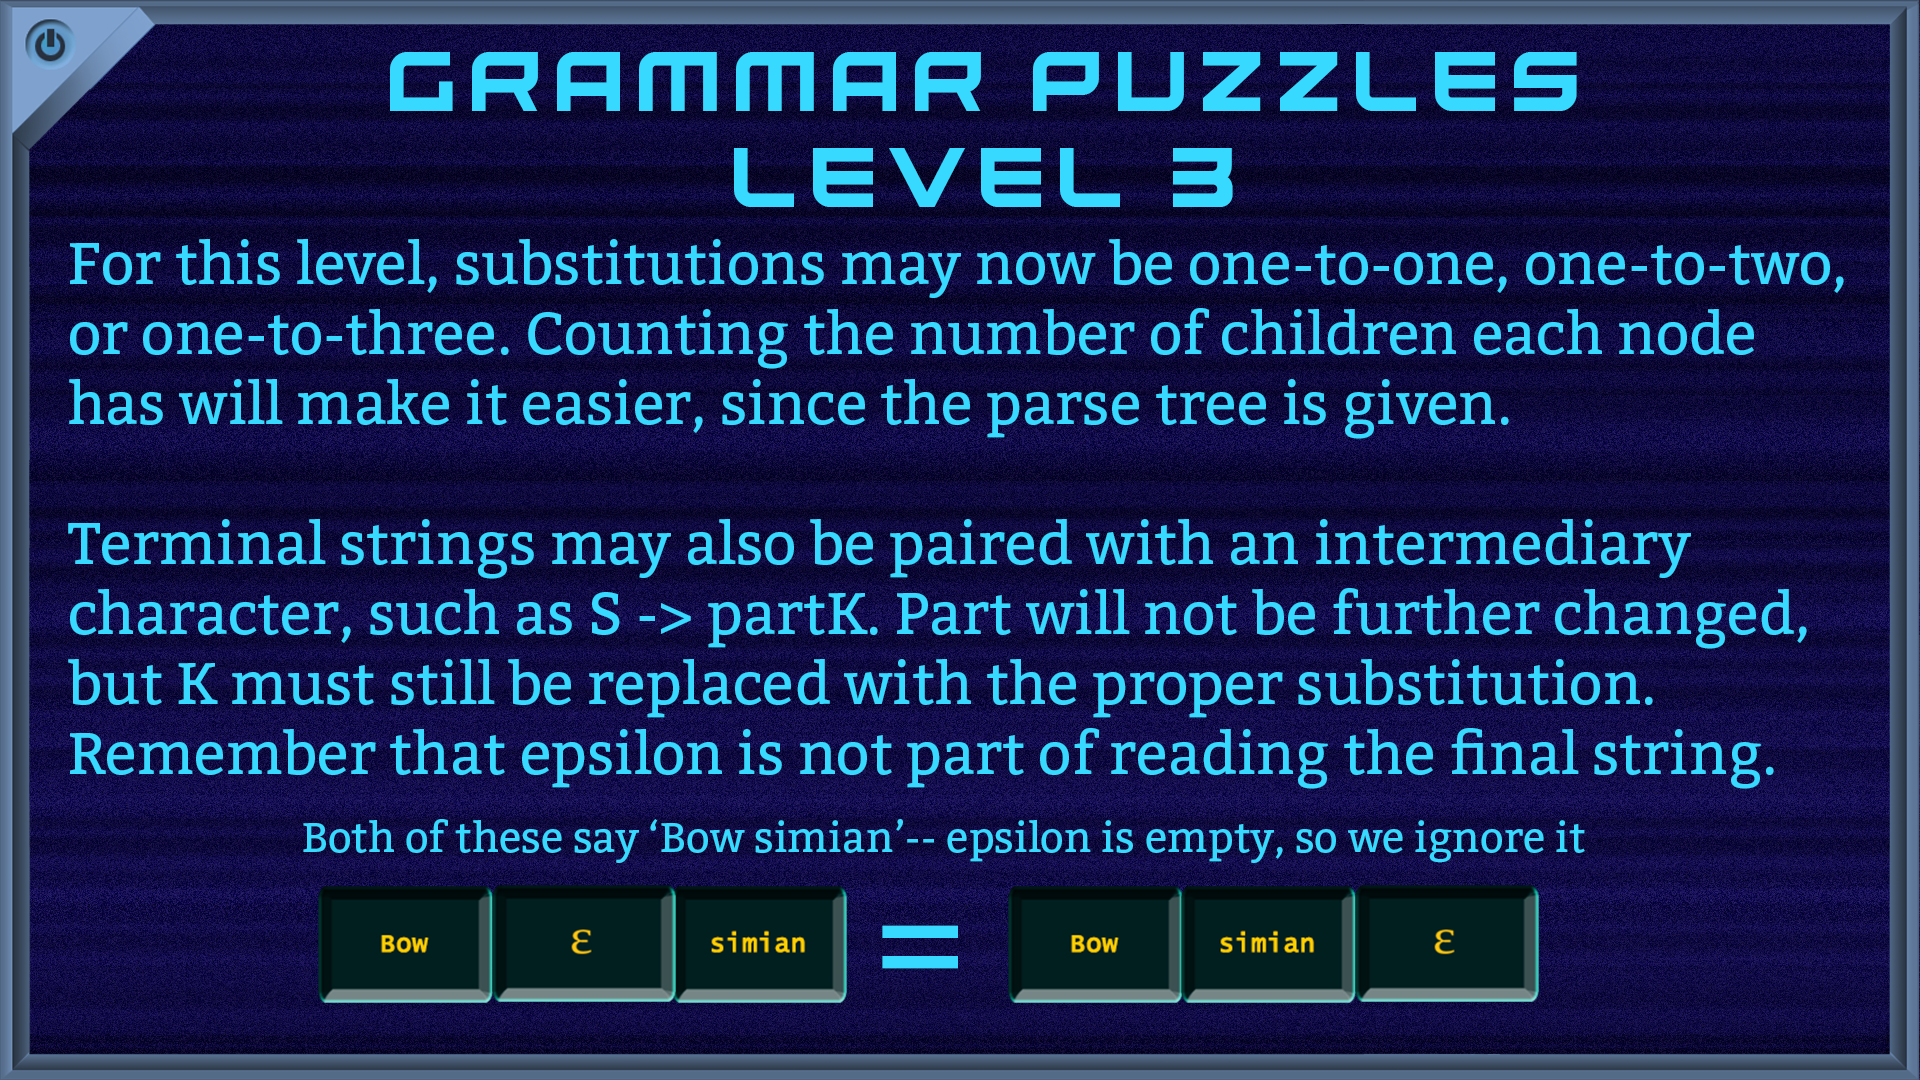 GRAMMAR PUZZLES
LEVEL 3
For this level, substitutions may now be one-to-one, one-to-two,
or one-to-three. Counting the number of children each node
has will make it easier, since the parse tree is given.
Terminal strings may also be paired with an intermediary
character, such as S -> partK. Part will not be further changed,
but K must still be replaced with the proper substitution.
Remember that epsilon is not part of reading the final string.
Both of these say ‘Bow simian’-- epsilon is empty, so we ignore it
Bow ε simian = Bow simian ε